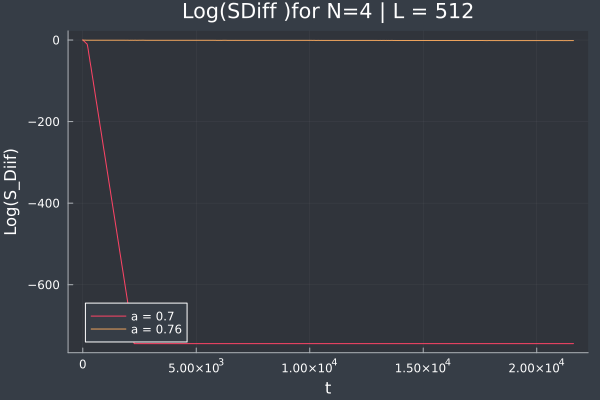 Log(SDiff )for N=4 | L = 512
Log(S_Diif)
0
−200
−400
−600
a = 0.7
a = 0.76
0
5.00×10³
1.00×10⁴
1.50×10⁴
2.00×10⁴
t